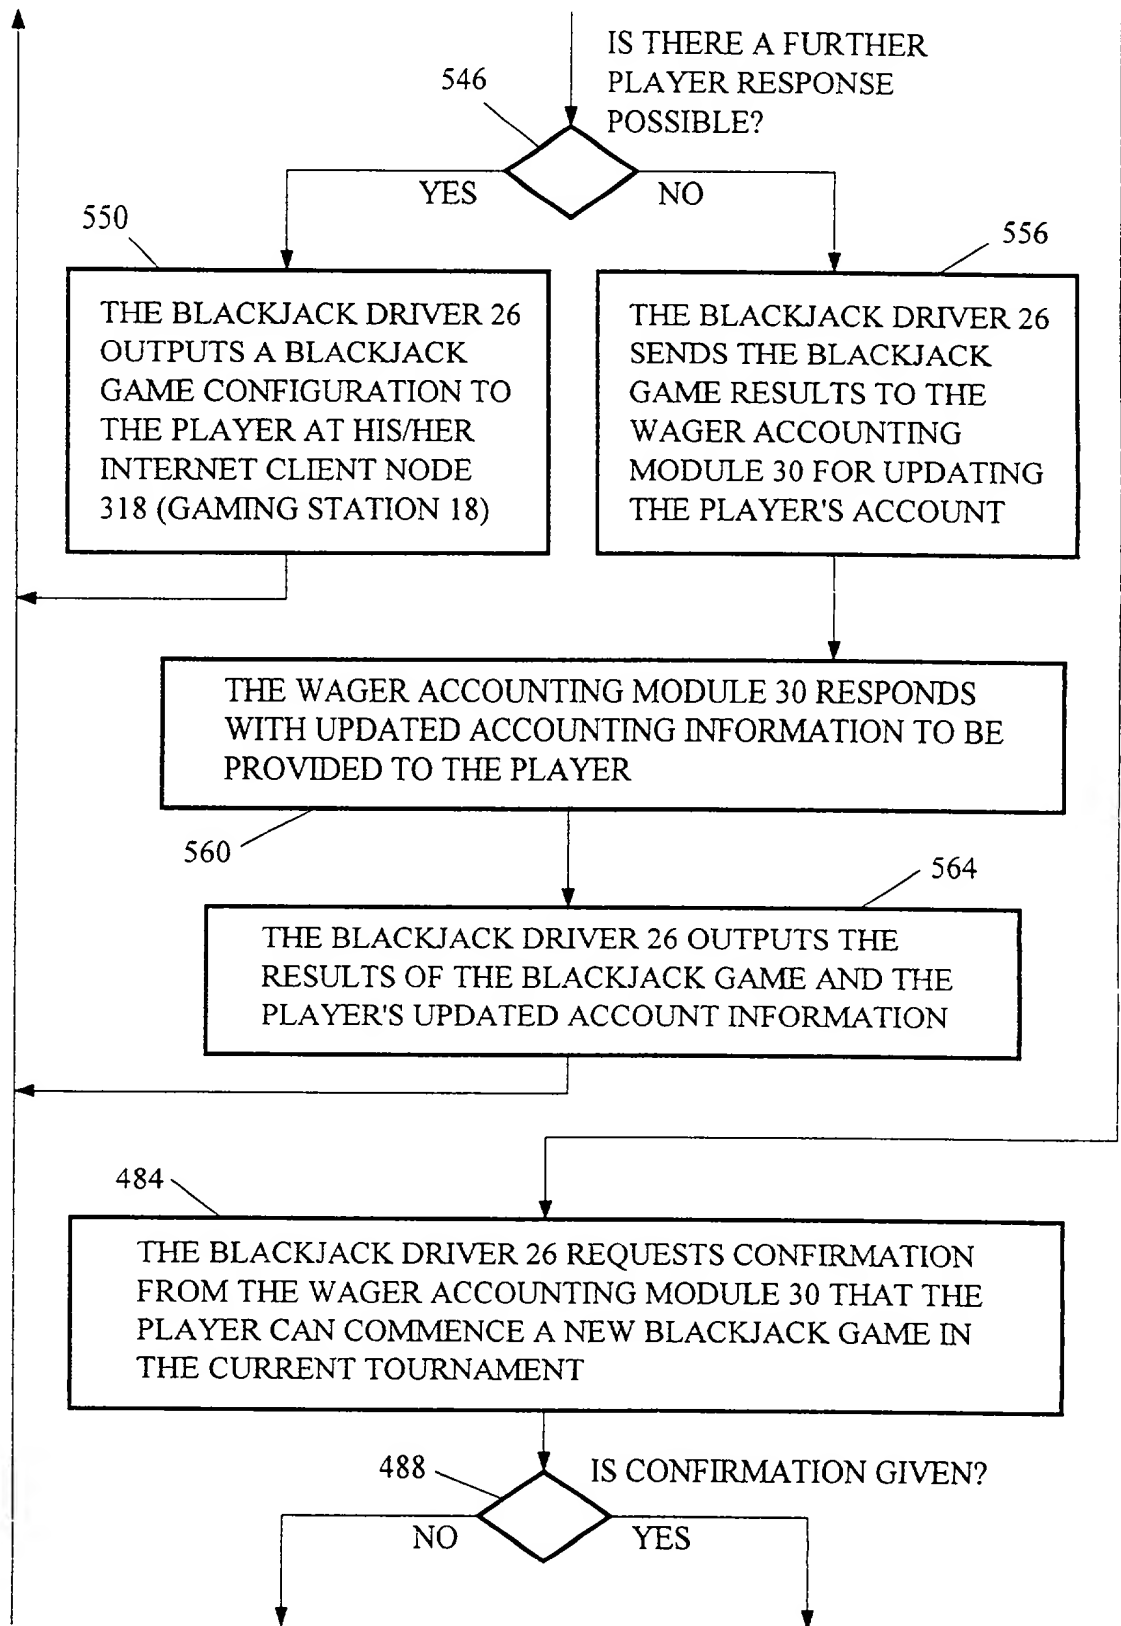 IS THERE A FURTHER
PLAYER RESPONSE
POSSIBLE?
546
YES
NO
550
556
THE BLACKJACK DRIVER 26
OUTPUTS A BLACKJACK
GAME CONFIGURATION TO
THE PLAYER AT HIS/HER
INTERNET CLIENT NODE
318 (GAMING STATION 18)
THE BLACKJACK DRIVER 26
SENDS THE BLACKJACK
GAME RESULTS TO THE
WAGER ACCOUNTING
MODULE 30 FOR UPDATING
THE PLAYER'S ACCOUNT
THE WAGER ACCOUNTING MODULE 30 RESPONDS
WITH UPDATED ACCOUNTING INFORMATION TO BE
PROVIDED TO THE PLAYER
560
564
THE BLACKJACK DRIVER 26 OUTPUTS THE
RESULTS OF THE BLACKJACK GAME AND THE
PLAYER'S UPDATED ACCOUNT INFORMATION
484
THE BLACKJACK DRIVER 26 REQUESTS CONFIRMATION
FROM THE WAGER ACCOUNTING MODULE 30 THAT THE
PLAYER CAN COMMENCE A NEW BLACKJACK GAME IN
THE CURRENT TOURNAMENT
488
IS CONFIRMATION GIVEN?
NO
YES